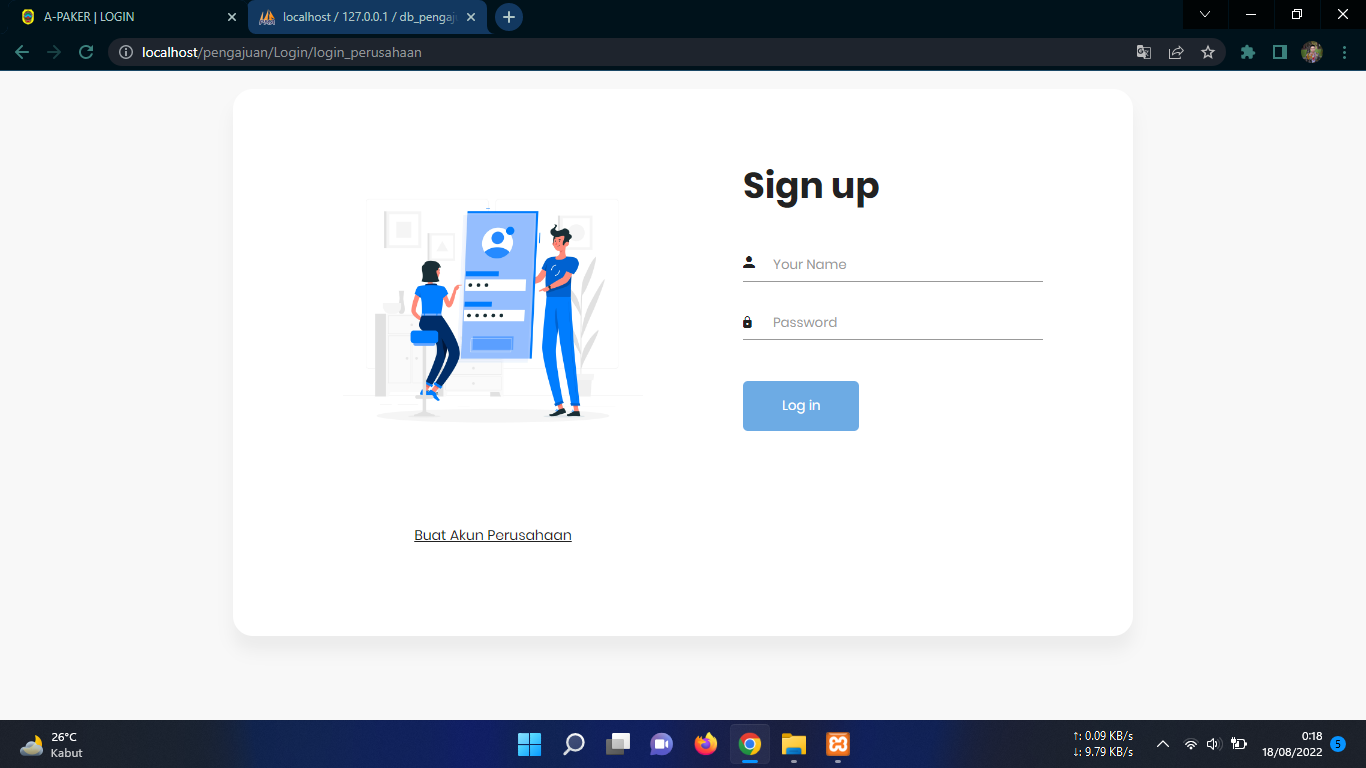 A-PAKER | LOGIN
localhost / 127.0.0.1 / db_pengaj
localhost/pengajuan/Login/login_perusahaan
Sign up
Your Name
Password
Log in
Buat Akun Perusahaan
26°C
Kabut
↑: 0.09 KB/s
↓: 9.79 KB/s
0:18
18/08/2022
5